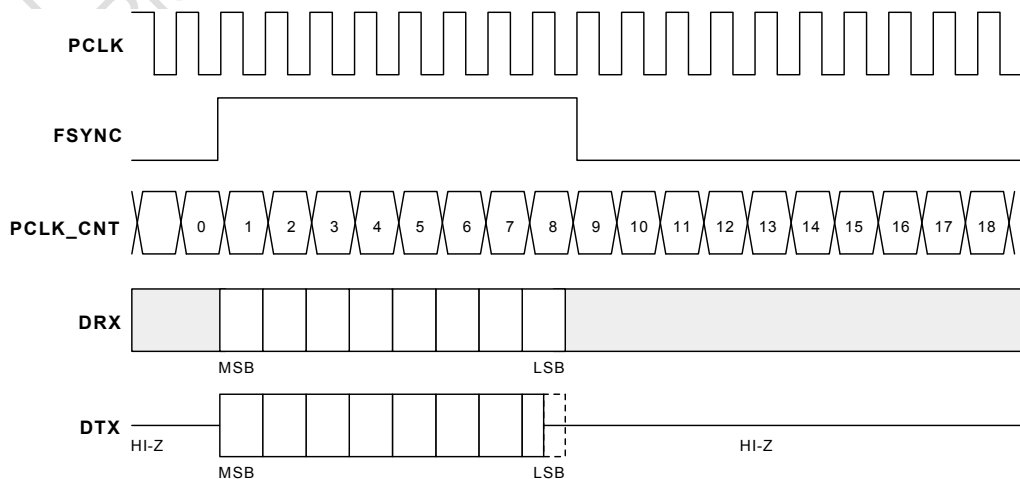 PCLK
FSYNC
PCLK_CNT 0 1 2 3 4 5 6 7 8 9 10 11 12 13 14 15 16 17 18
DRX
MSB LSB
DTX
HI-Z HI-Z
MSB LSB